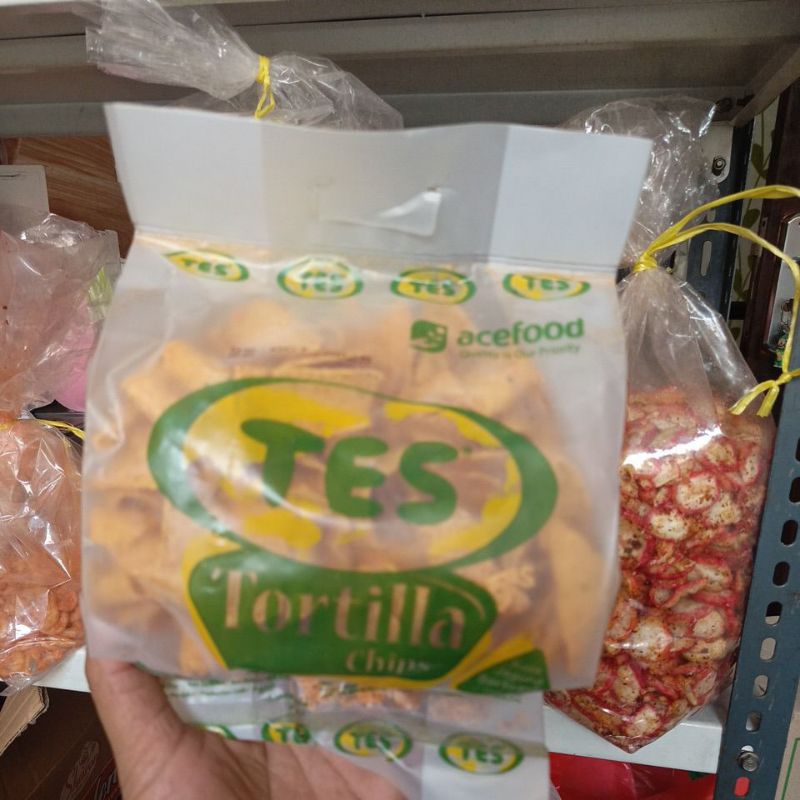 TES TES TES TES
acefood
Quality is Our Priority
TES
Tortilla
Chips
TES TES TES